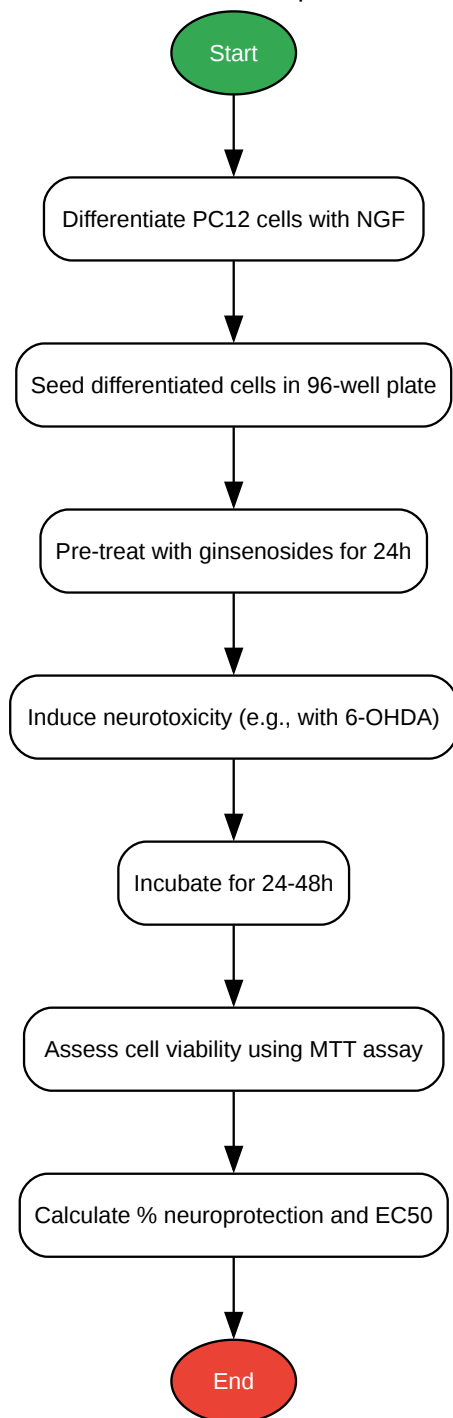 Start
Differentiate PC12 cells with NGF
Seed differentiated cells in 96-well plate
Pre-treat with ginsenosides for 24h
Induce neurotoxicity (e.g., with 6-OHDA)
Incubate for 24-48h
Assess cell viability using MTT assay
Calculate % neuroprotection and EC50
End